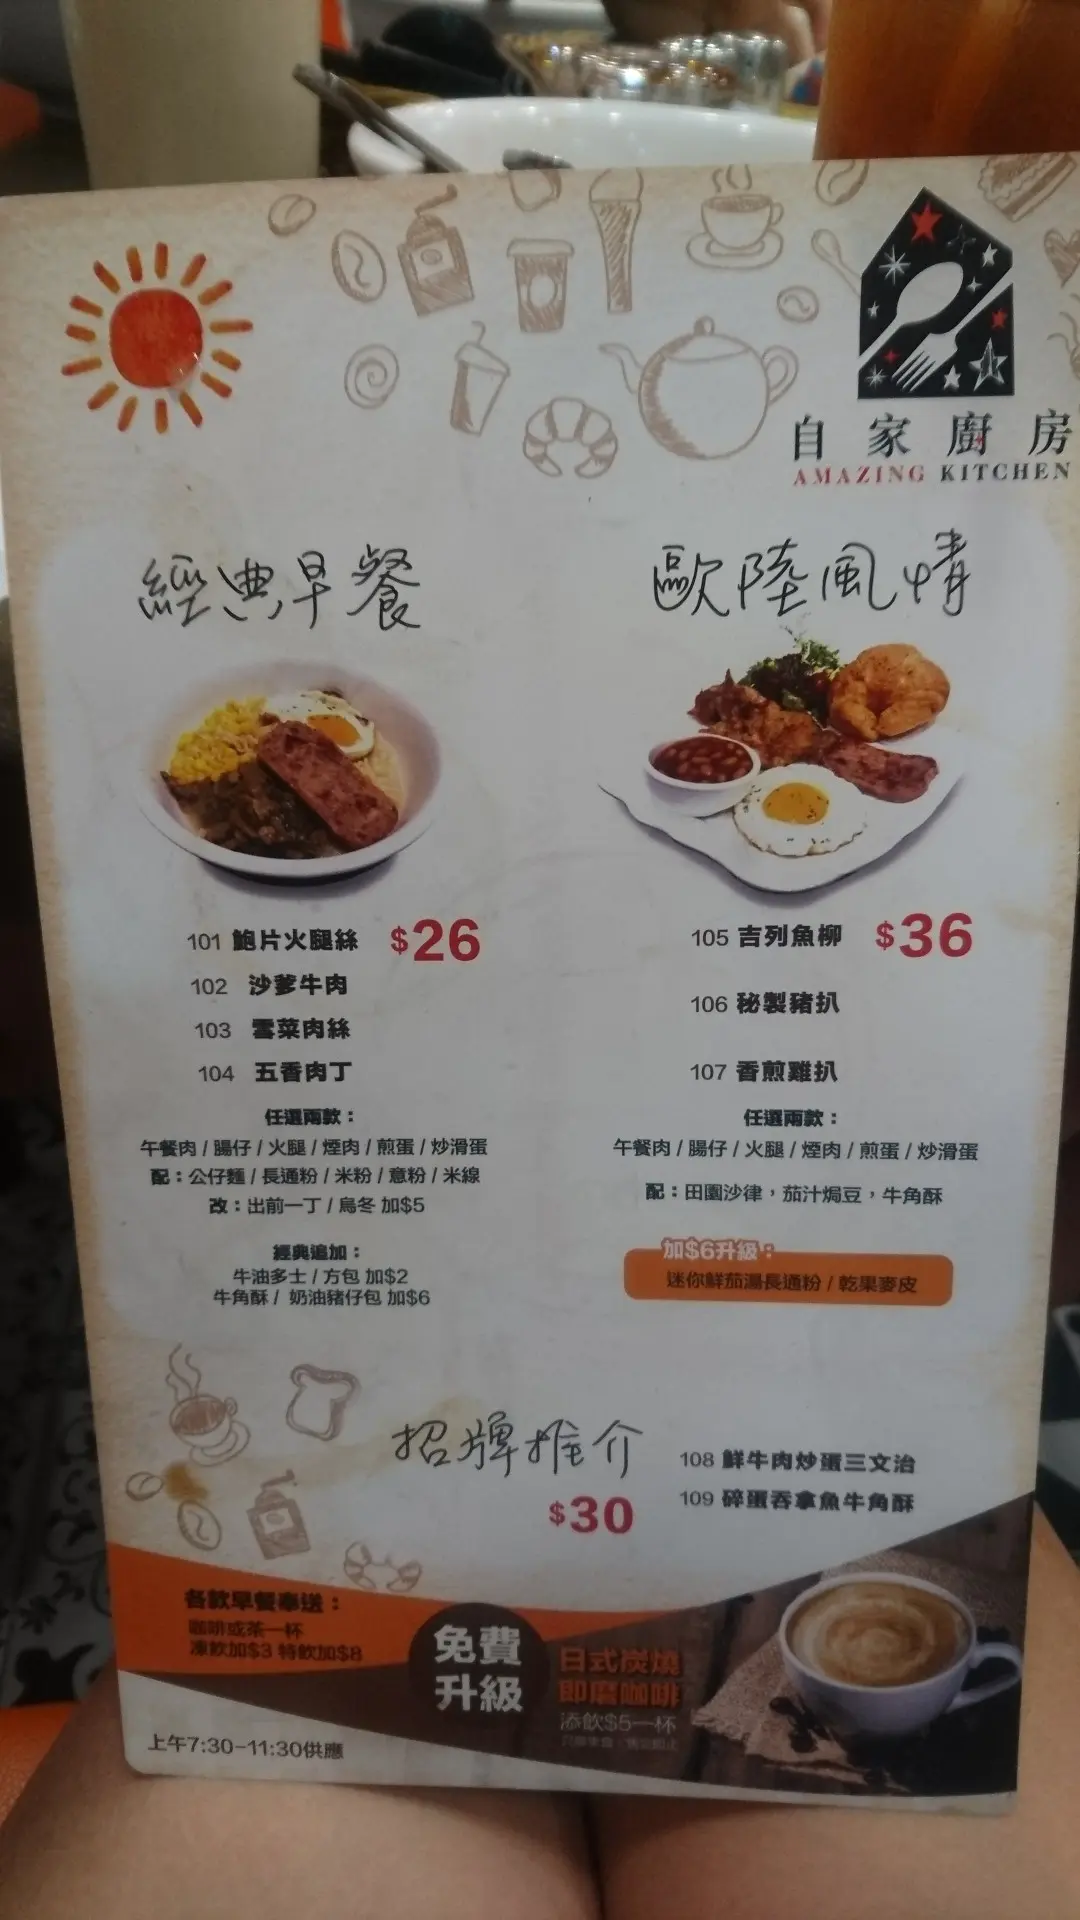 自家廚房
AMAZING KITCHEN
經典早餐
101 鮑片火腿絲 $26
102 沙爹牛肉
103 雪菜肉絲
104 五香肉丁
任選兩款：
午餐肉 / 腸仔 / 火腿 / 煙肉 / 煎蛋 / 炒滑蛋
配：公仔麵 / 長通粉 / 米粉 / 意粉 / 米線
改：出前一丁 / 烏冬 加$5
經典追加：
牛油多士 / 方包 加$2
牛角酥 / 奶油豬仔包 加$6
歐陸風情
105 吉列魚柳 $36
106 秘製豬扒
107 香煎雞扒
任選兩款：
午餐肉 / 腸仔 / 火腿 / 煙肉 / 煎蛋 / 炒滑蛋
配：田園沙律，茄汁焗豆，牛角酥
加$6升級：
迷你鮮茄湯長通粉 / 乾果麥皮
招牌推介
$30
108 鮮牛肉炒蛋三文治
109 碎蛋吞拿魚牛角酥
各款早餐奉送：
咖啡或茶一杯
凍飲加$3 特飲加$8
免費
升級
日式炭燒
即磨咖啡
添飲$5一杯
上午7:30-11:30供應